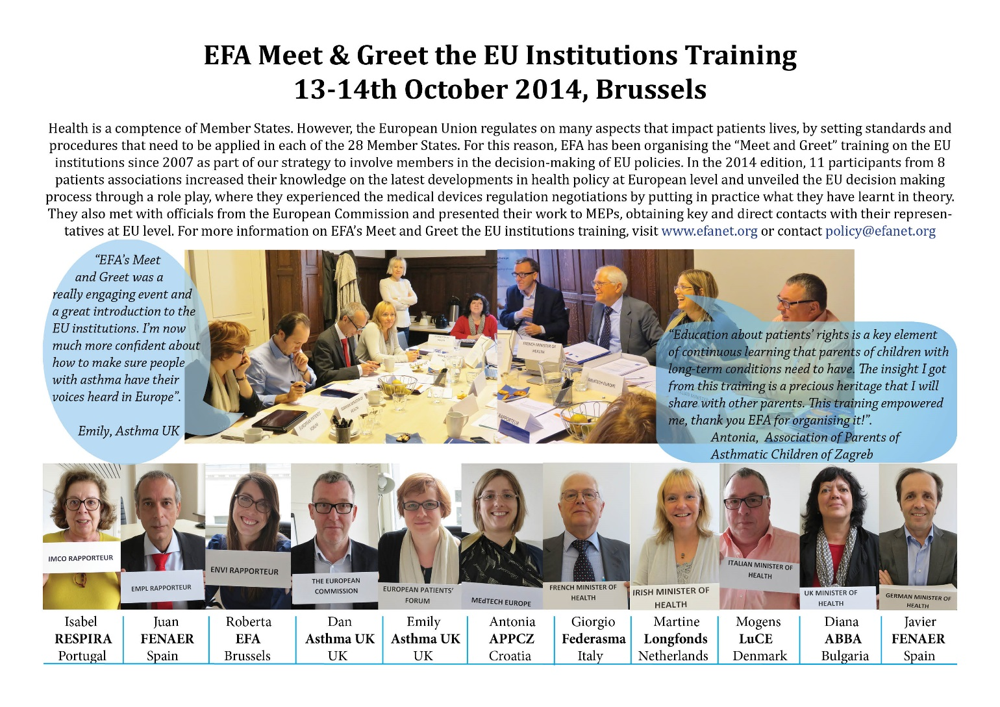 EFA Meet & Greet the EU Institutions Training
13-14th October 2014, Brussels
Health is a comptence of Member States. However, the European Union regulates on many aspects that impact patients lives, by setting standards and
procedures that need to be applied in each of the 28 Member States. For this reason, EFA has been organising the “Meet and Greet” training on the EU
institutions since 2007 as part of our strategy to involve members in the decision-making of EU policies. In the 2014 edition, 11 participants from 8
patients associations increased their knowledge on the latest developments in health policy at European level and unveiled the EU decision making
process through a role play, where they experienced the medical devices regulation negotiations by putting in practice what they have learnt in theory.
They also met with officials from the European Commission and presented their work to MEPs, obtaining key and direct contacts with their represen-
tatives at EU level. For more information on EFA’s Meet and Greet the EU institutions training, visit www.efanet.org or contact policy@efanet.org
“EFA’s Meet
and Greet was a
really engaging event and
a great introduction to the
EU institutions. I’m now
much more confident about
how to make sure people
with asthma have their
voices heard in Europe”.
Emily, Asthma UK
FRENCH MINISTER OF
HEALTH
MEdTECH EUROPE
GERMAN MINISTER OF
HEALTH
EUROPEAN PATIENTS'
FORUM
RAPPORTEUR
“Education about patients’ rights is a key element
of continuous learning that parents of children with
long-term conditions need to have. The insight I got
from this training is a precious heritage that I will
share with other parents. This training empowered
me, thank you EFA for organising it!”.
Antonia, Association of Parents of
Asthmatic Children of Zagreb
IMCO RAPPORTEUR
EMPL RAPPORTEUR
ENVI RAPPORTEUR
THE EUROPEAN
COMMISSION
EUROPEAN PATIENTS'
FORUM
MEdTECH EUROPE
FRENCH MINISTER OF
HEALTH
IRISH MINISTER OF
HEALTH
ITALIAN MINISTER OF
HEALTH
UK MINISTER OF
HEALTH
GERMAN MINISTER OF
HEALTH
Isabel
RESPIRA
Portugal
Juan
FENAER
Spain
Roberta
EFA
Brussels
Dan
Asthma UK
UK
Emily
Asthma UK
UK
Antonia
APPCZ
Croatia
Giorgio
Federasma
Italy
Martine
Longfonds
Netherlands
Mogens
LuCE
Denmark
Diana
ABBA
Bulgaria
Javier
FENAER
Spain